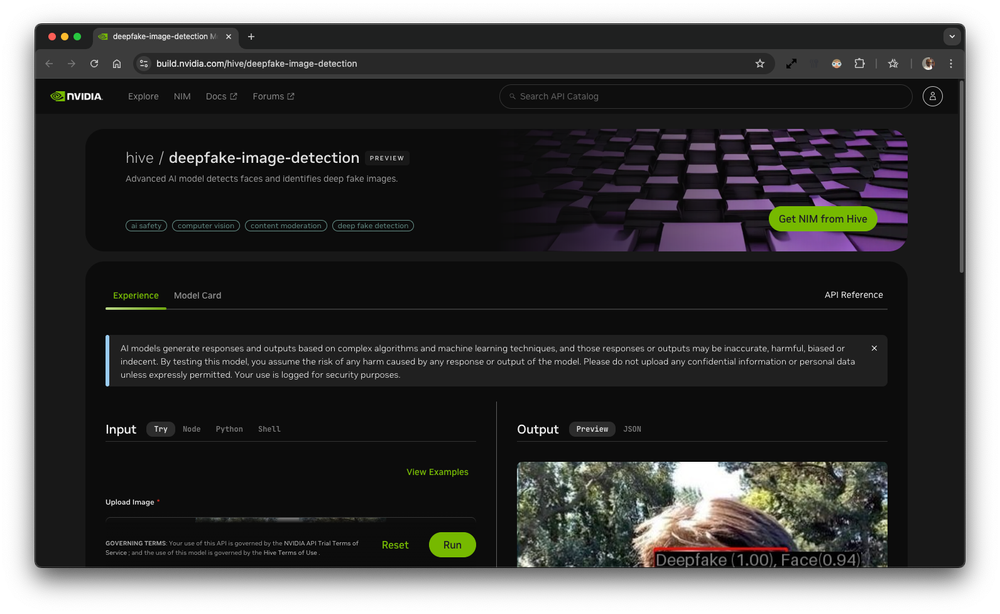 deepfake-image-detection M
build.nvidia.com/hive/deepfake-image-detection
NVIDIA. Explore NIM Docs Forums Search API Catalog
hive / deepfake-image-detection PREVIEW
Advanced AI model detects faces and identifies deep fake images.
Get NIM from Hive
ai safety computer vision content moderation deep fake detection
Experience Model Card API Reference
AI models generate responses and outputs based on complex algorithms and machine learning techniques, and those responses or outputs may be inaccurate, harmful, biased or
indecent. By testing this model, you assume the risk of any harm caused by any response or output of the model. Please do not upload any confidential information or personal data
unless expressly permitted. Your use is logged for security purposes.
Input Try Node Python Shell
View Examples
Upload Image *
GOVERNING TERMS: Your use of this API is governed by the NVIDIA API Trial Terms of
Service; and the use of this model is governed by the Hive Terms of Use.
Reset Run
Output Preview JSON
Deepfake (1.00), Face(0.94)